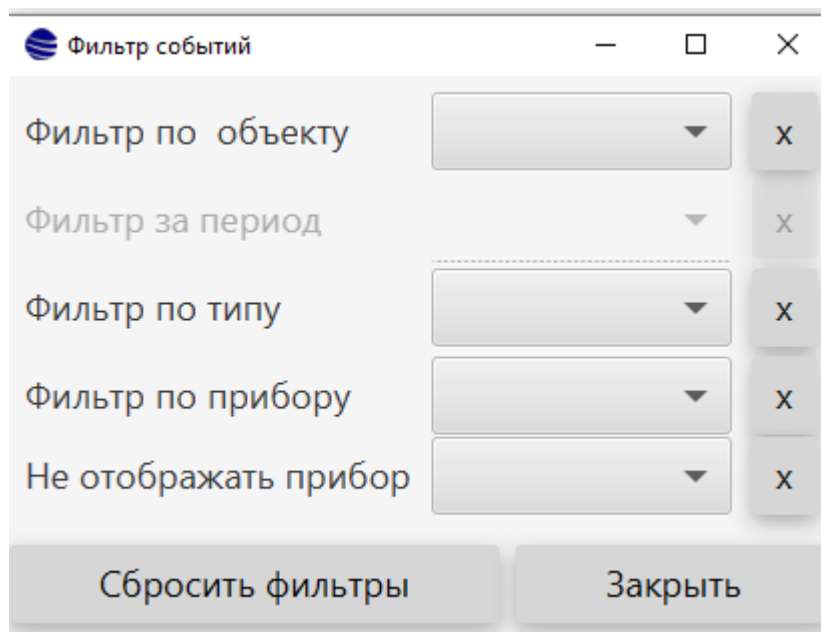 Фильтр событий
Фильтр по  объекту x
Фильтр за период x
Фильтр по типу x
Фильтр по прибору x
Не отображать прибор x
Сбросить фильтры Закрыть